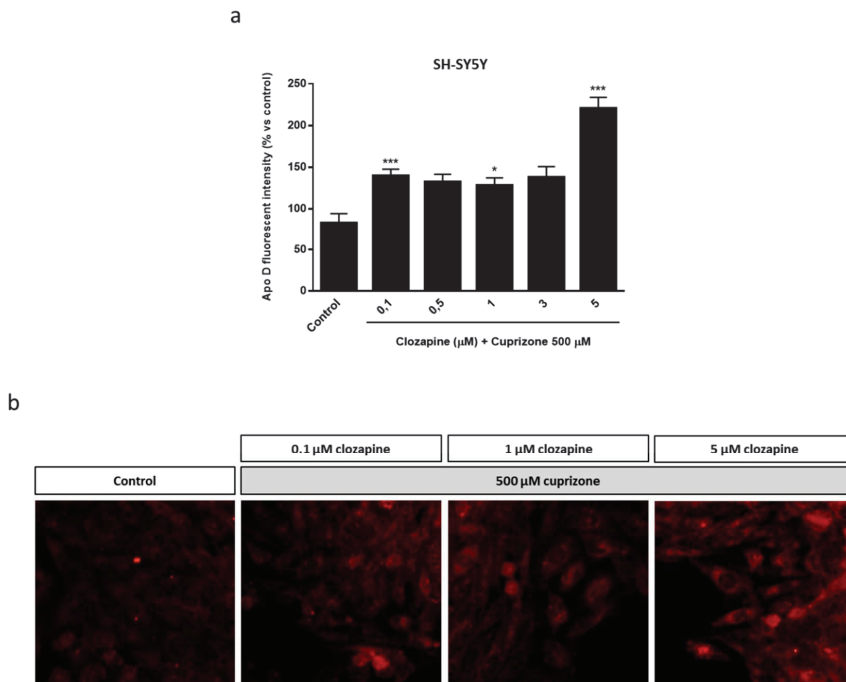 a
SH-SY5Y
Apo D fluorescent intensity (% vs control)
250
200
150
100
50
0
***
*
***
Control
0,1
0,5
1
3
5
Clozapine (µM) + Cuprizone 500 µM
b
0.1 µM clozapine
1 µM clozapine
5 µM clozapine
Control
500 µM cuprizone